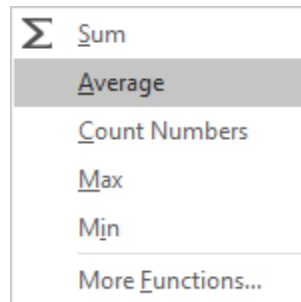 Σ Sum
Average
Count Numbers
Max
Min
More Functions...